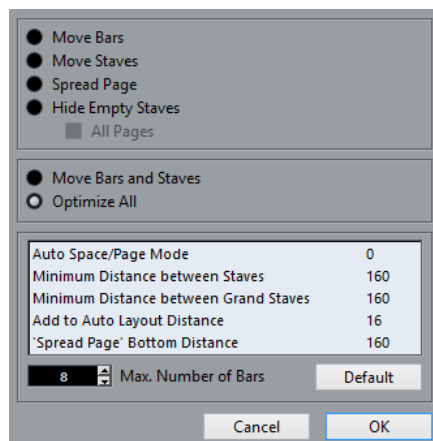 Move Bars
Move Staves
Spread Page
Hide Empty Staves
All Pages
Move Bars and Staves
Optimize All
Auto Space/Page Mode 0
Minimum Distance between Staves 160
Minimum Distance between Grand Staves 160
Add to Auto Layout Distance 16
'Spread Page' Bottom Distance 160
8 Max. Number of Bars Default
Cancel OK